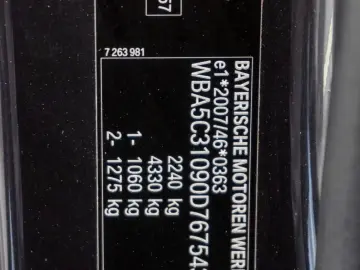 67
7 263 981
BAYERISCHE MOTOREN WER
e1*2007/46*0363
WBA5C31090D76754
2240 kg
4330 kg
1- 1060 kg
2- 1275 kg